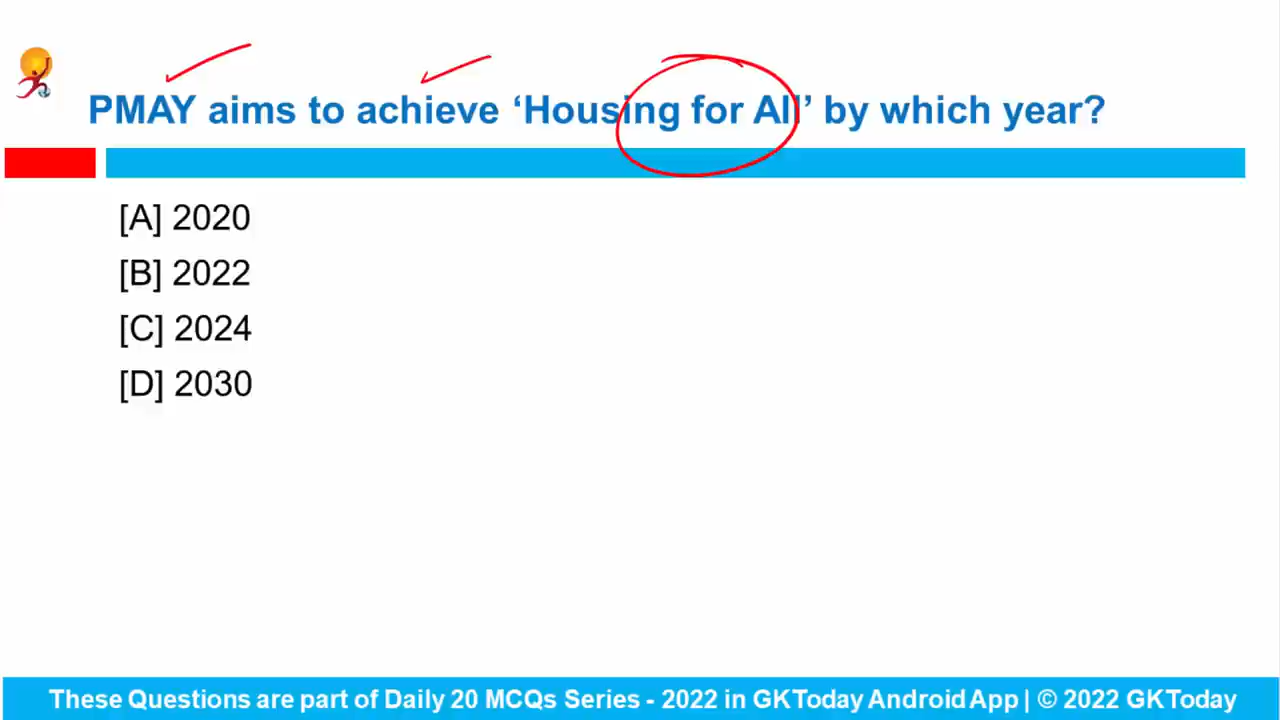 PMAY aims to achieve ‘Housing for All’ by which year?
[A] 2020
[B] 2022
[C] 2024
[D] 2030
These Questions are part of Daily 20 MCQs Series - 2022 in GKToday Android App | © 2022 GKToday